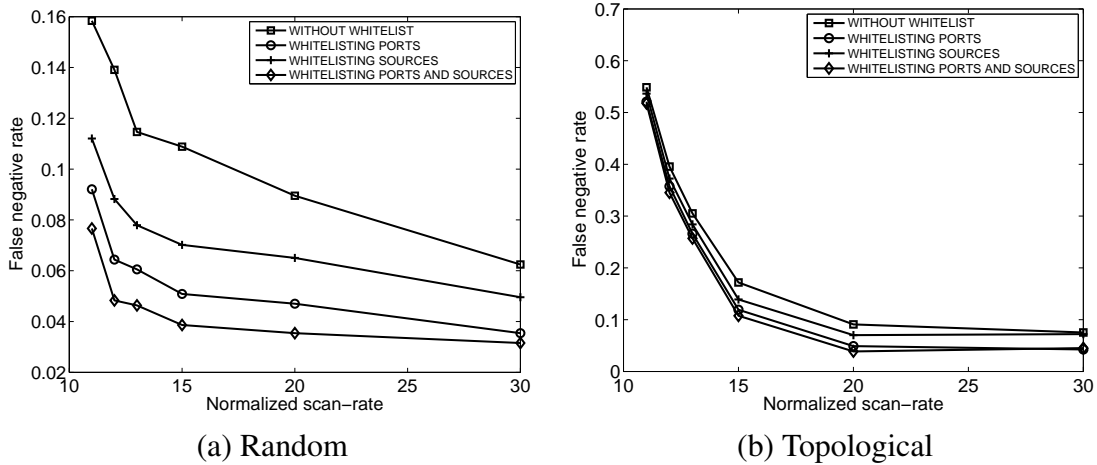 0.16
0.14
0.12
0.1
0.08
0.06
0.04
0.02
10
15
20
25
30
False negative rate
Normalized scan−rate
WITHOUT WHITELIST
WHITELISTING PORTS
WHITELISTING SOURCES
WHITELISTING PORTS AND SOURCES
(a) Random
0.7
0.6
0.5
0.4
0.3
0.2
0.1
0
10
15
20
25
30
False negative rate
Normalized scan−rate
WITHOUT WHITELIST
WHITELISTING PORTS
WHITELISTING SOURCES
WHITELISTING PORTS AND SOURCES
(b) Topological